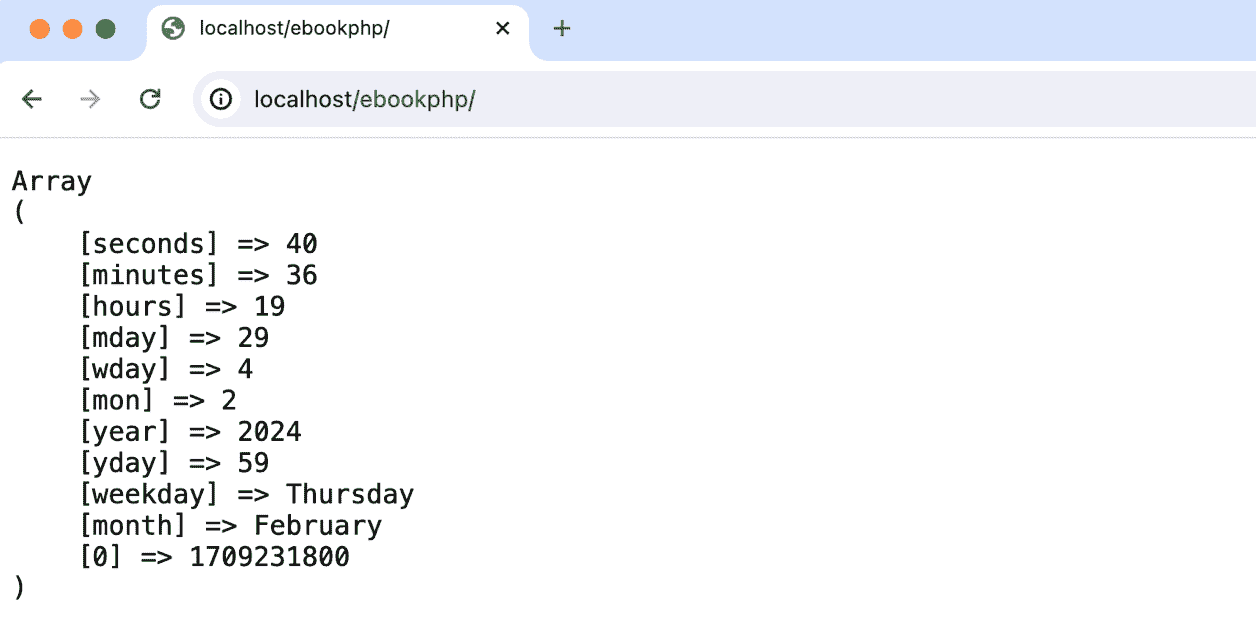 localhost/ebookphp/
localhost/ebookphp/
Array
(
    [seconds] => 40
    [minutes] => 36
    [hours] => 19
    [mday] => 29
    [wday] => 4
    [mon] => 2
    [year] => 2024
    [yday] => 59
    [weekday] => Thursday
    [month] => February
    [0] => 1709231800
)